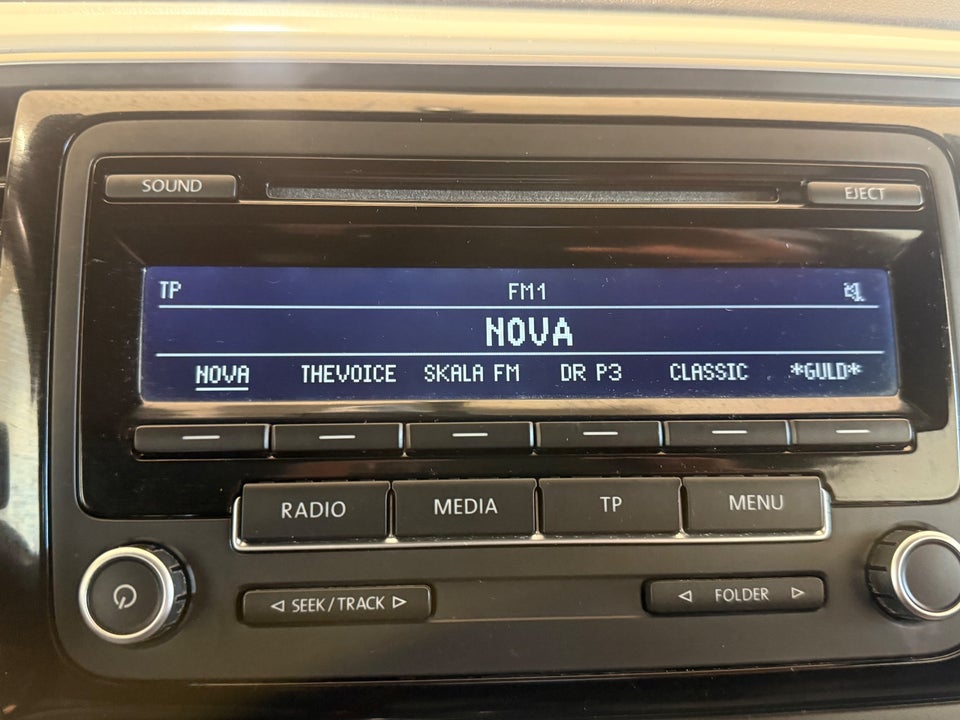 SOUND EJECT
TP FM1
NOVA
NOVA THEVOICE SKALA FM DR P3 CLASSIC *GULD*
RADIO MEDIA TP MENU
◁ SEEK/TRACK ▷ ◁ FOLDER ▷